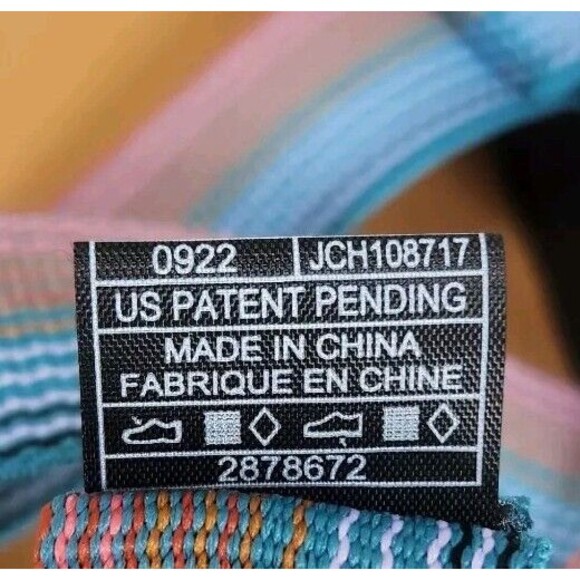 0922 JCH108717
US PATENT PENDING
MADE IN CHINA
FABRIQUE EN CHINE
2878672